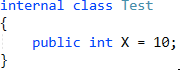 internal class Test
{
    public int X = 10;
}